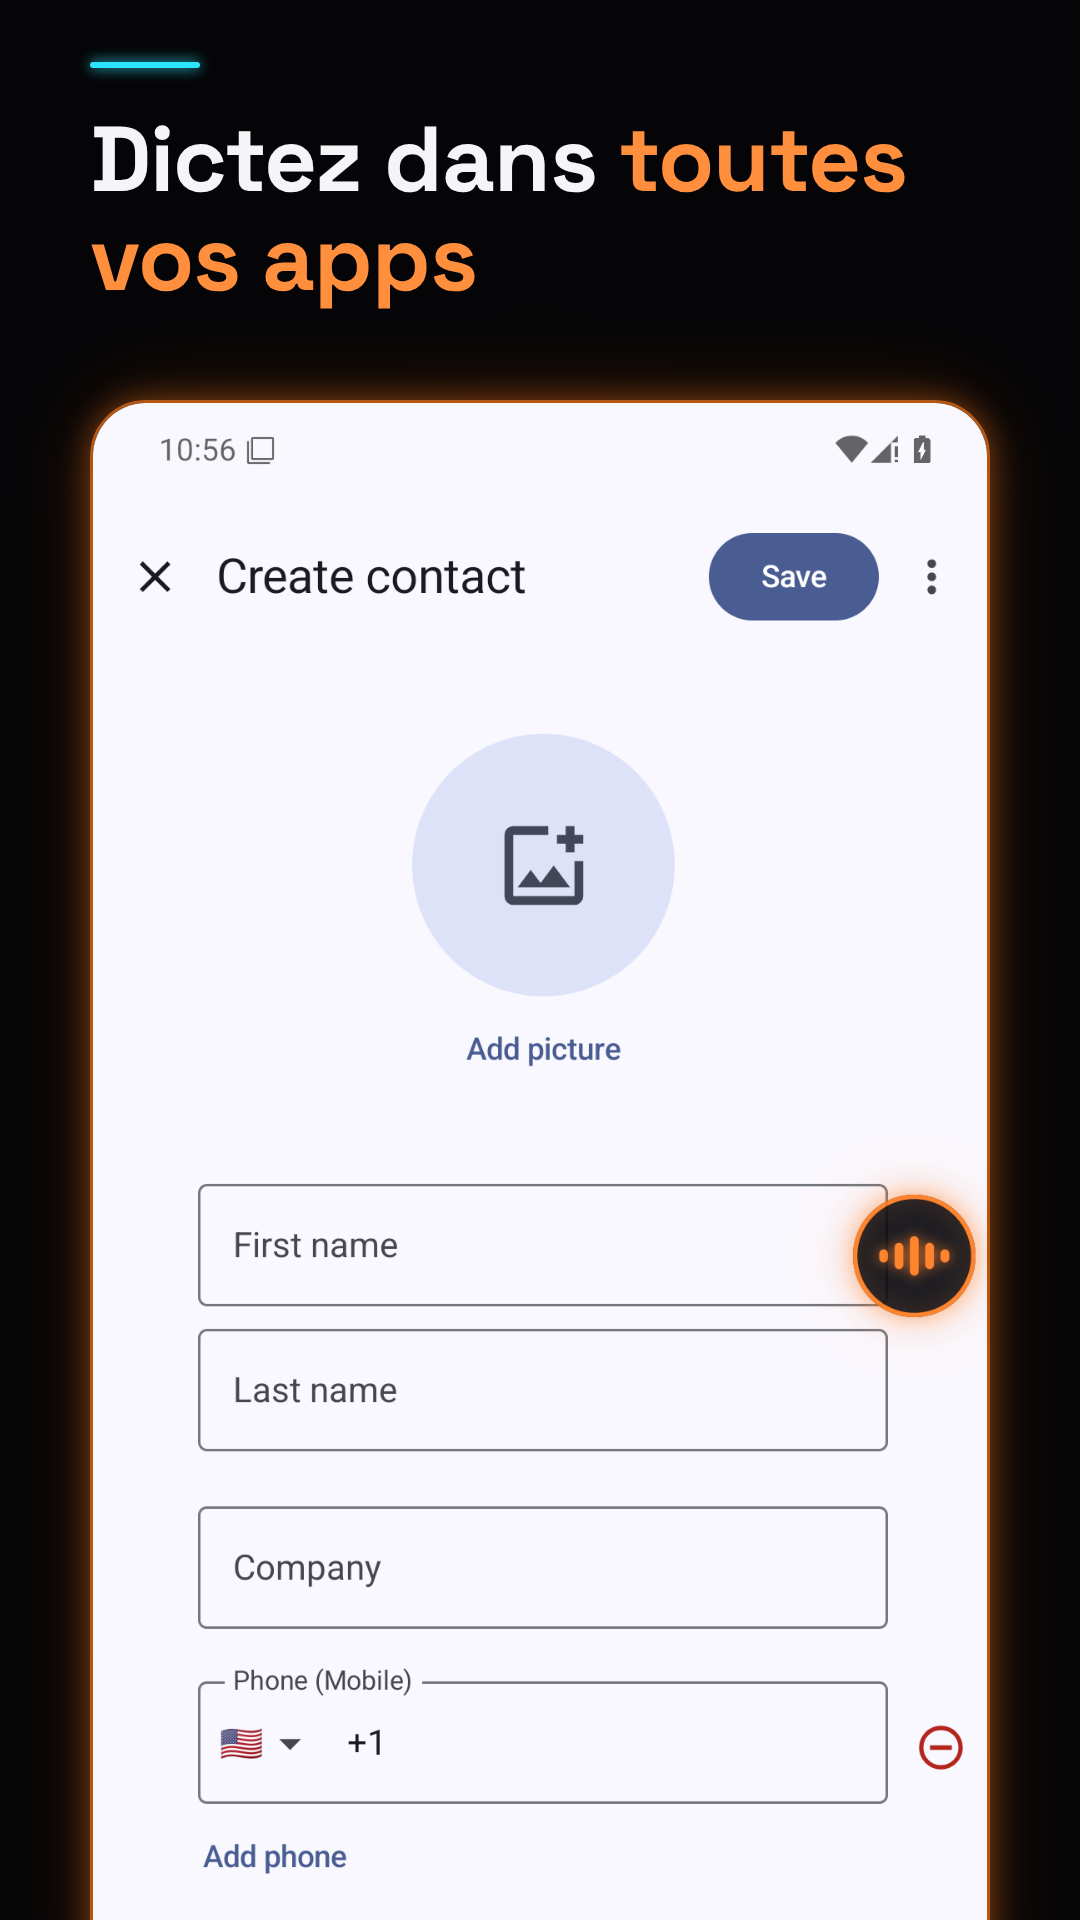 Dictez dans toutes
vos apps
10:56
Create contact
Save
Add picture
First name
Last name
Company
Phone (Mobile)
+1
Add phone